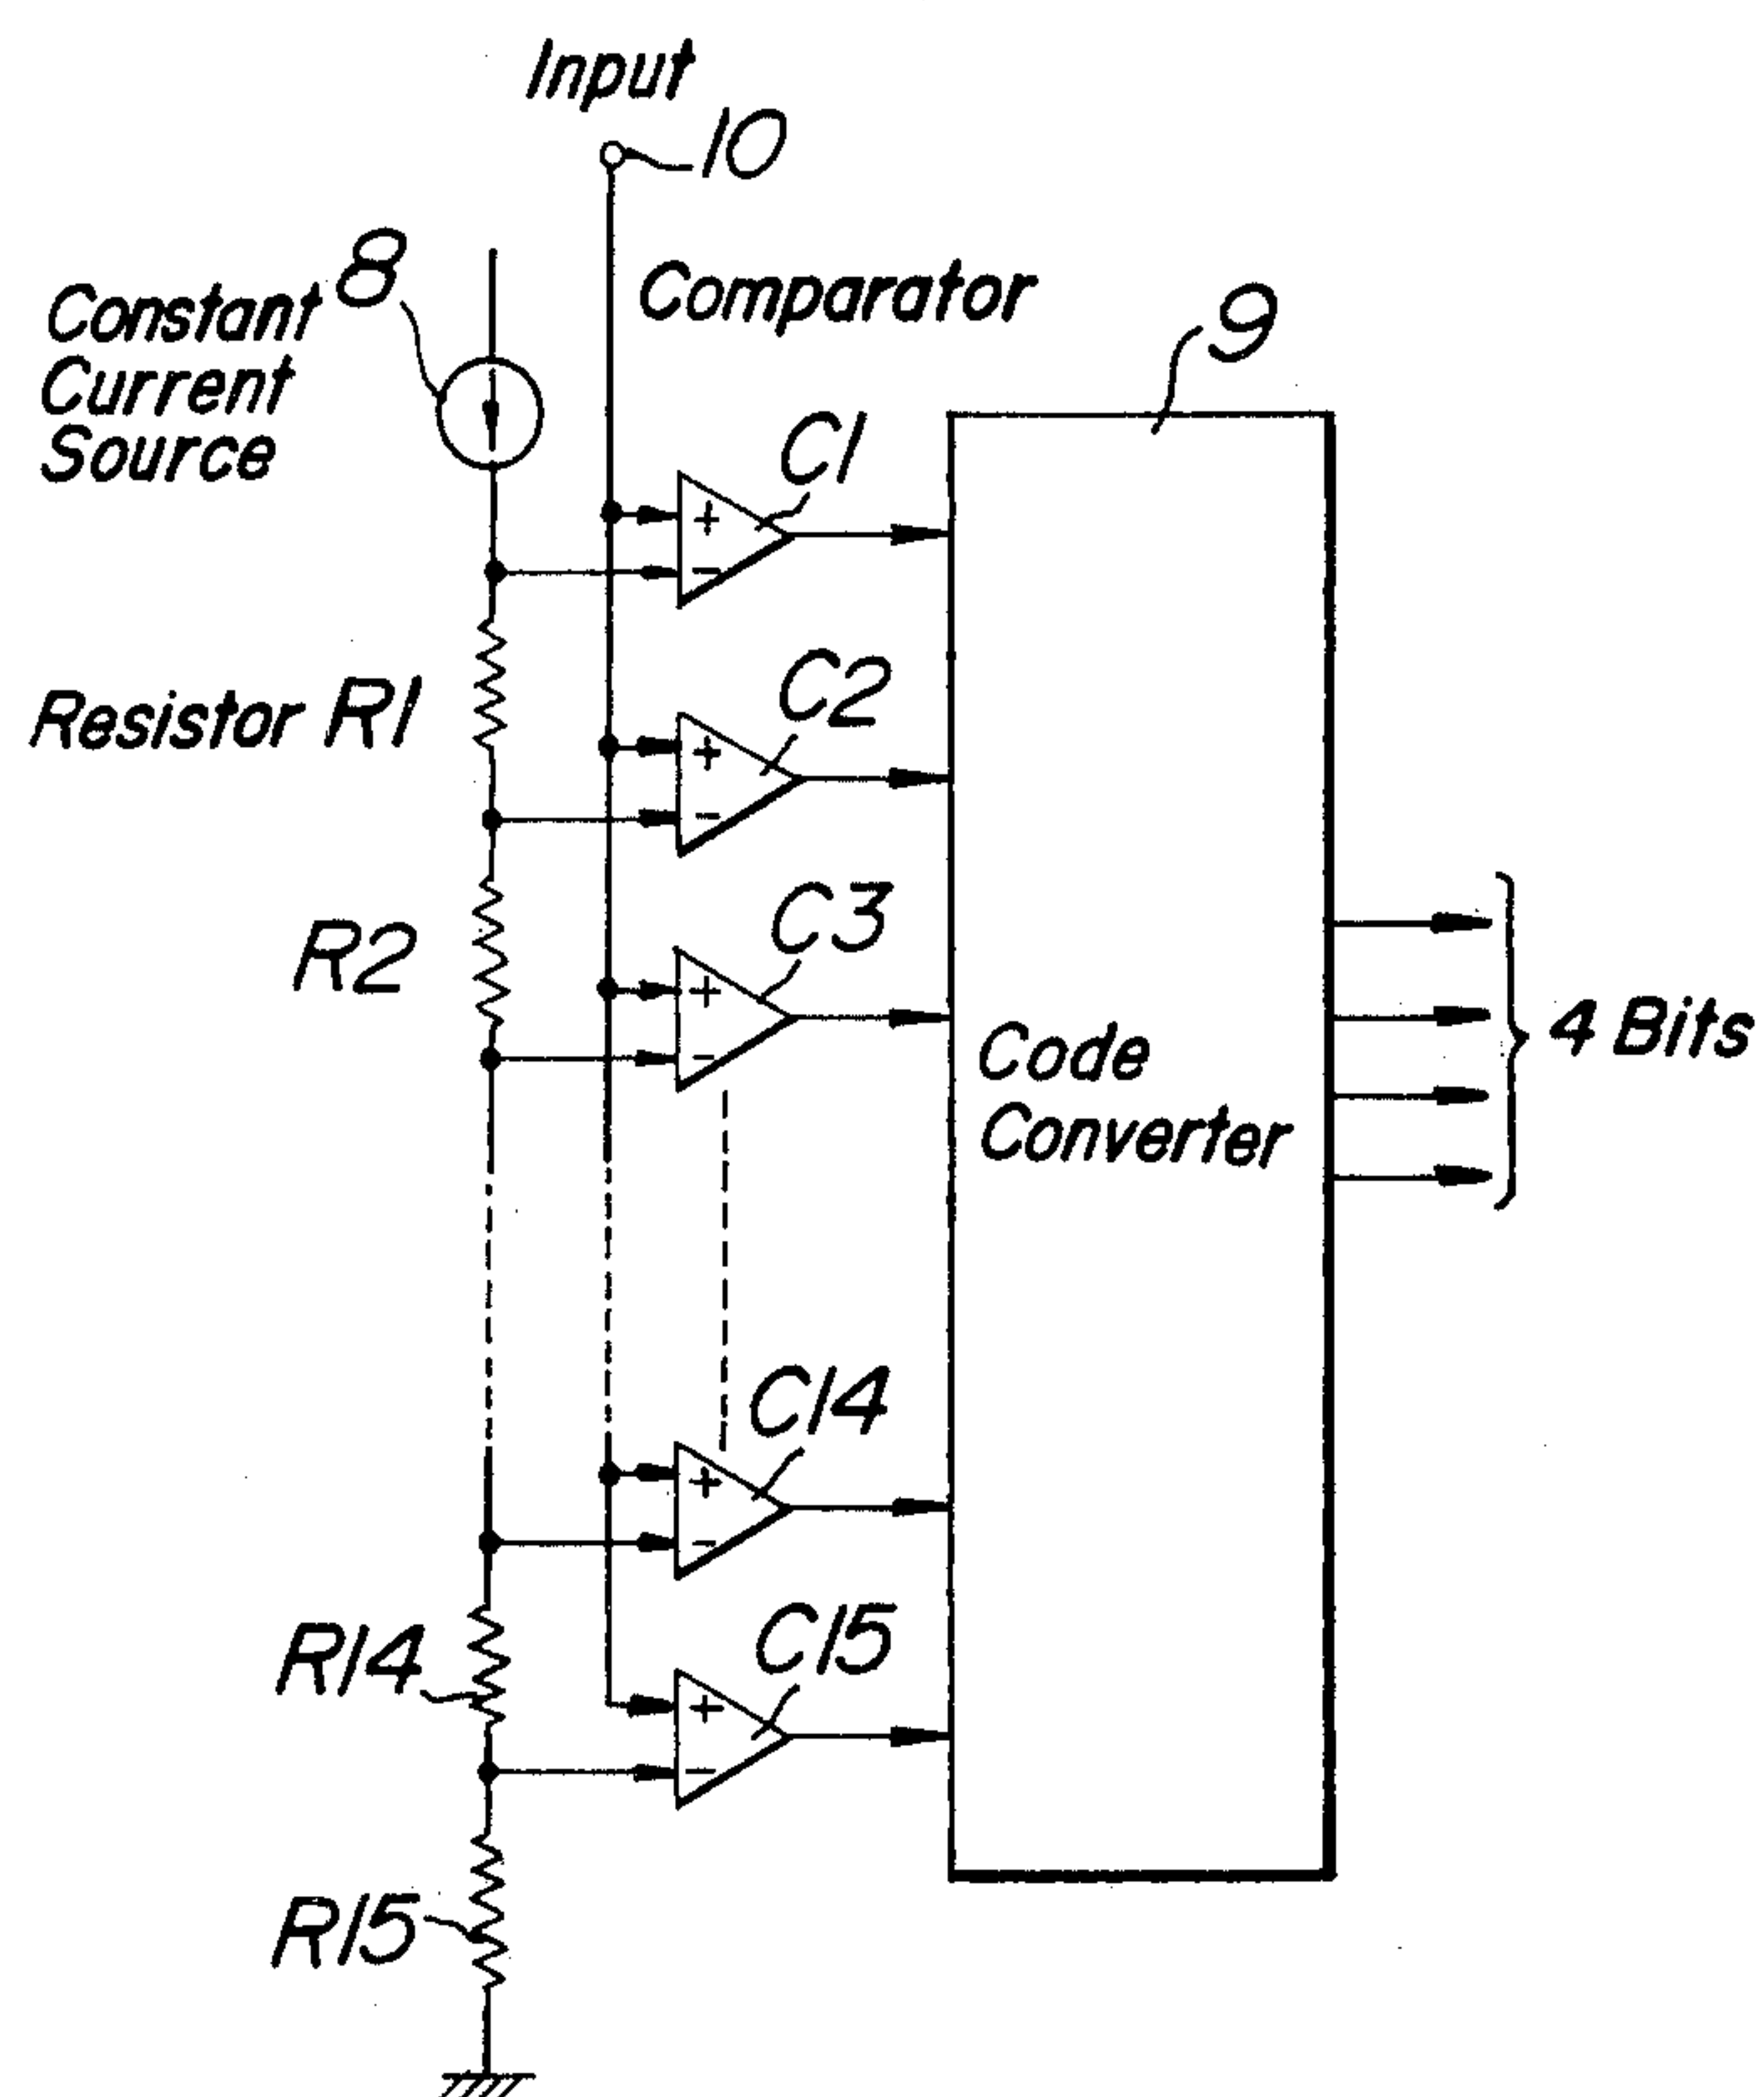 Input
10
8
Constant
Current
Source
Comparator
9
C1
+
−
Resistor R1
C2
+
−
R2
C3
+
−
Code
Converter
4 Bits
C14
+
−
R14
C15
+
−
R15